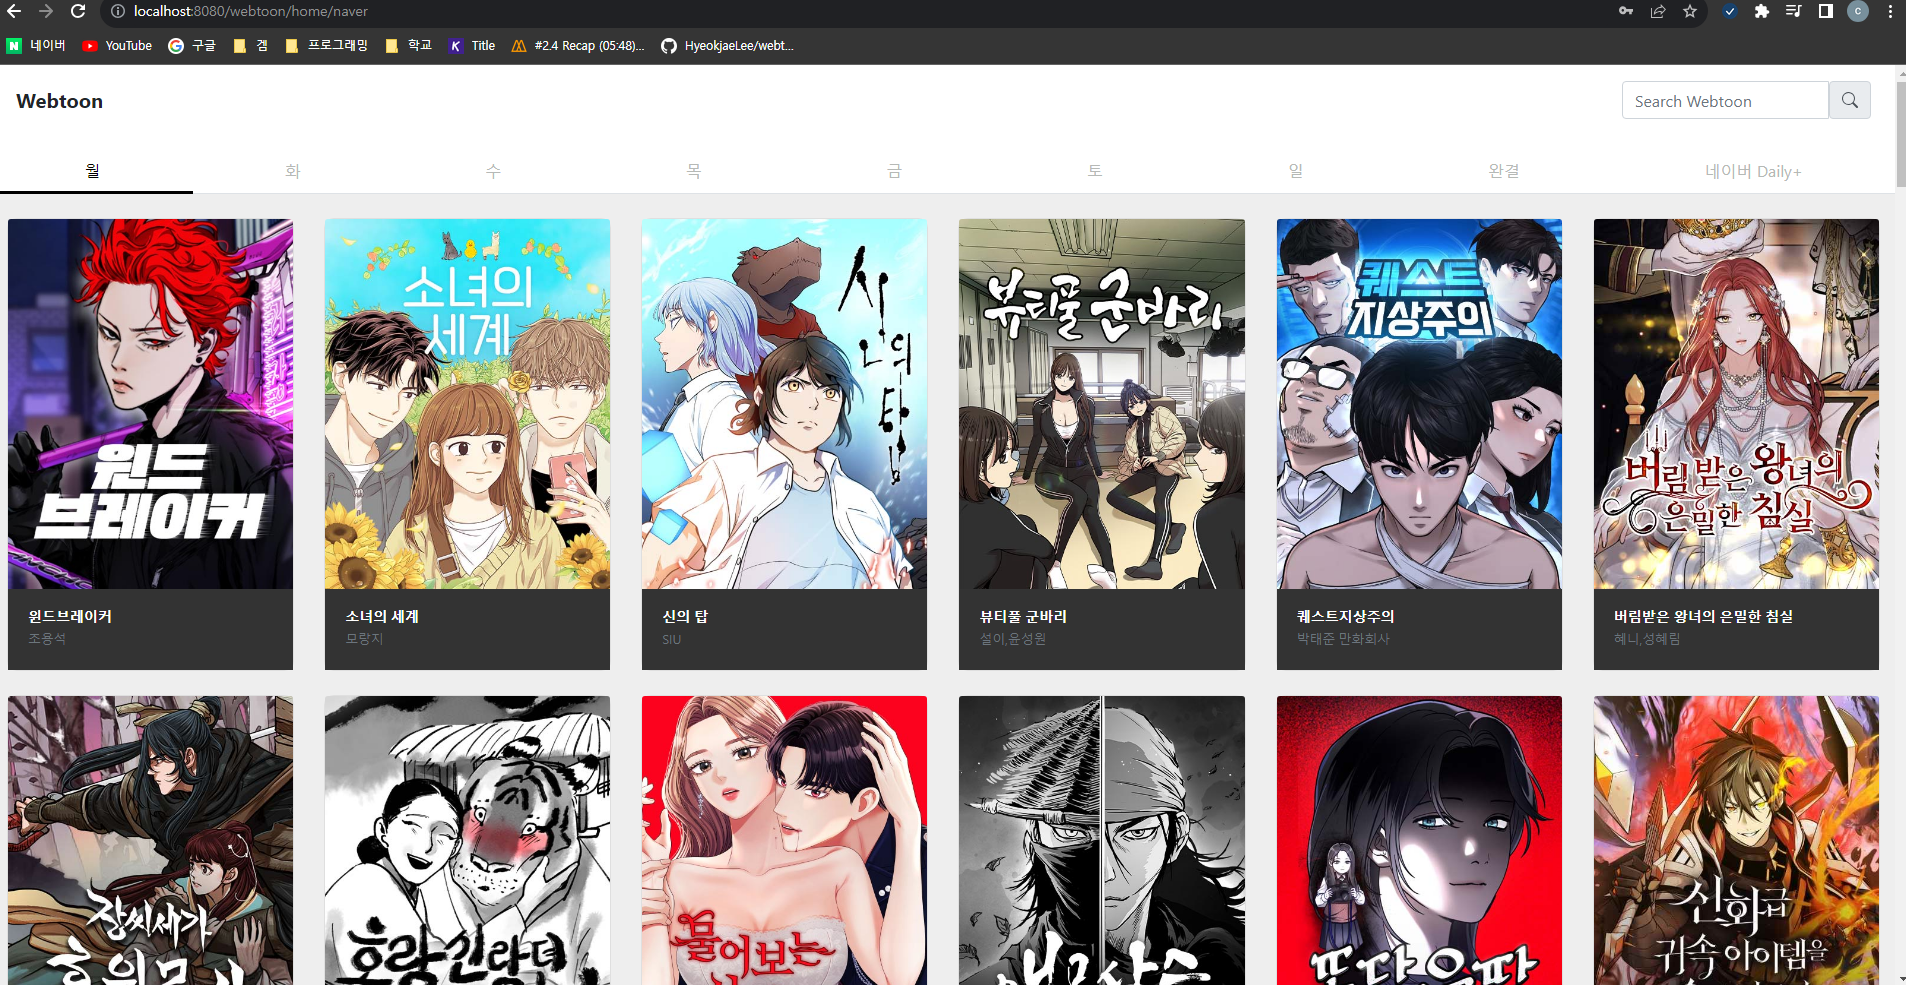 localhost:8080/webtoon/home/naver
네이버 YouTube 구글 겜 프로그래밍 학교 Title #2.4 Recap (05:48)... HyeokjaeLee/webt...
Webtoon
Search Webtoon
월 화 수 목 금 토 일 완결 네이버 Daily+
윈드
브레이커
소녀의
세계
신의 탑
뷰티풀 군바리
퀘스트
지상주의
버림받은 왕녀의
은밀한 침실
윈드브레이커
조용석
소녀의 세계
모랑지
신의 탑
SIU
뷰티풀 군바리
설이,윤성원
퀘스트지상주의
박태준 만화회사
버림받은 왕녀의 은밀한 침실
혜니,성혜림
장씨세가
호랑신랑뎐
물어보는
신화급
귀속 아이템을